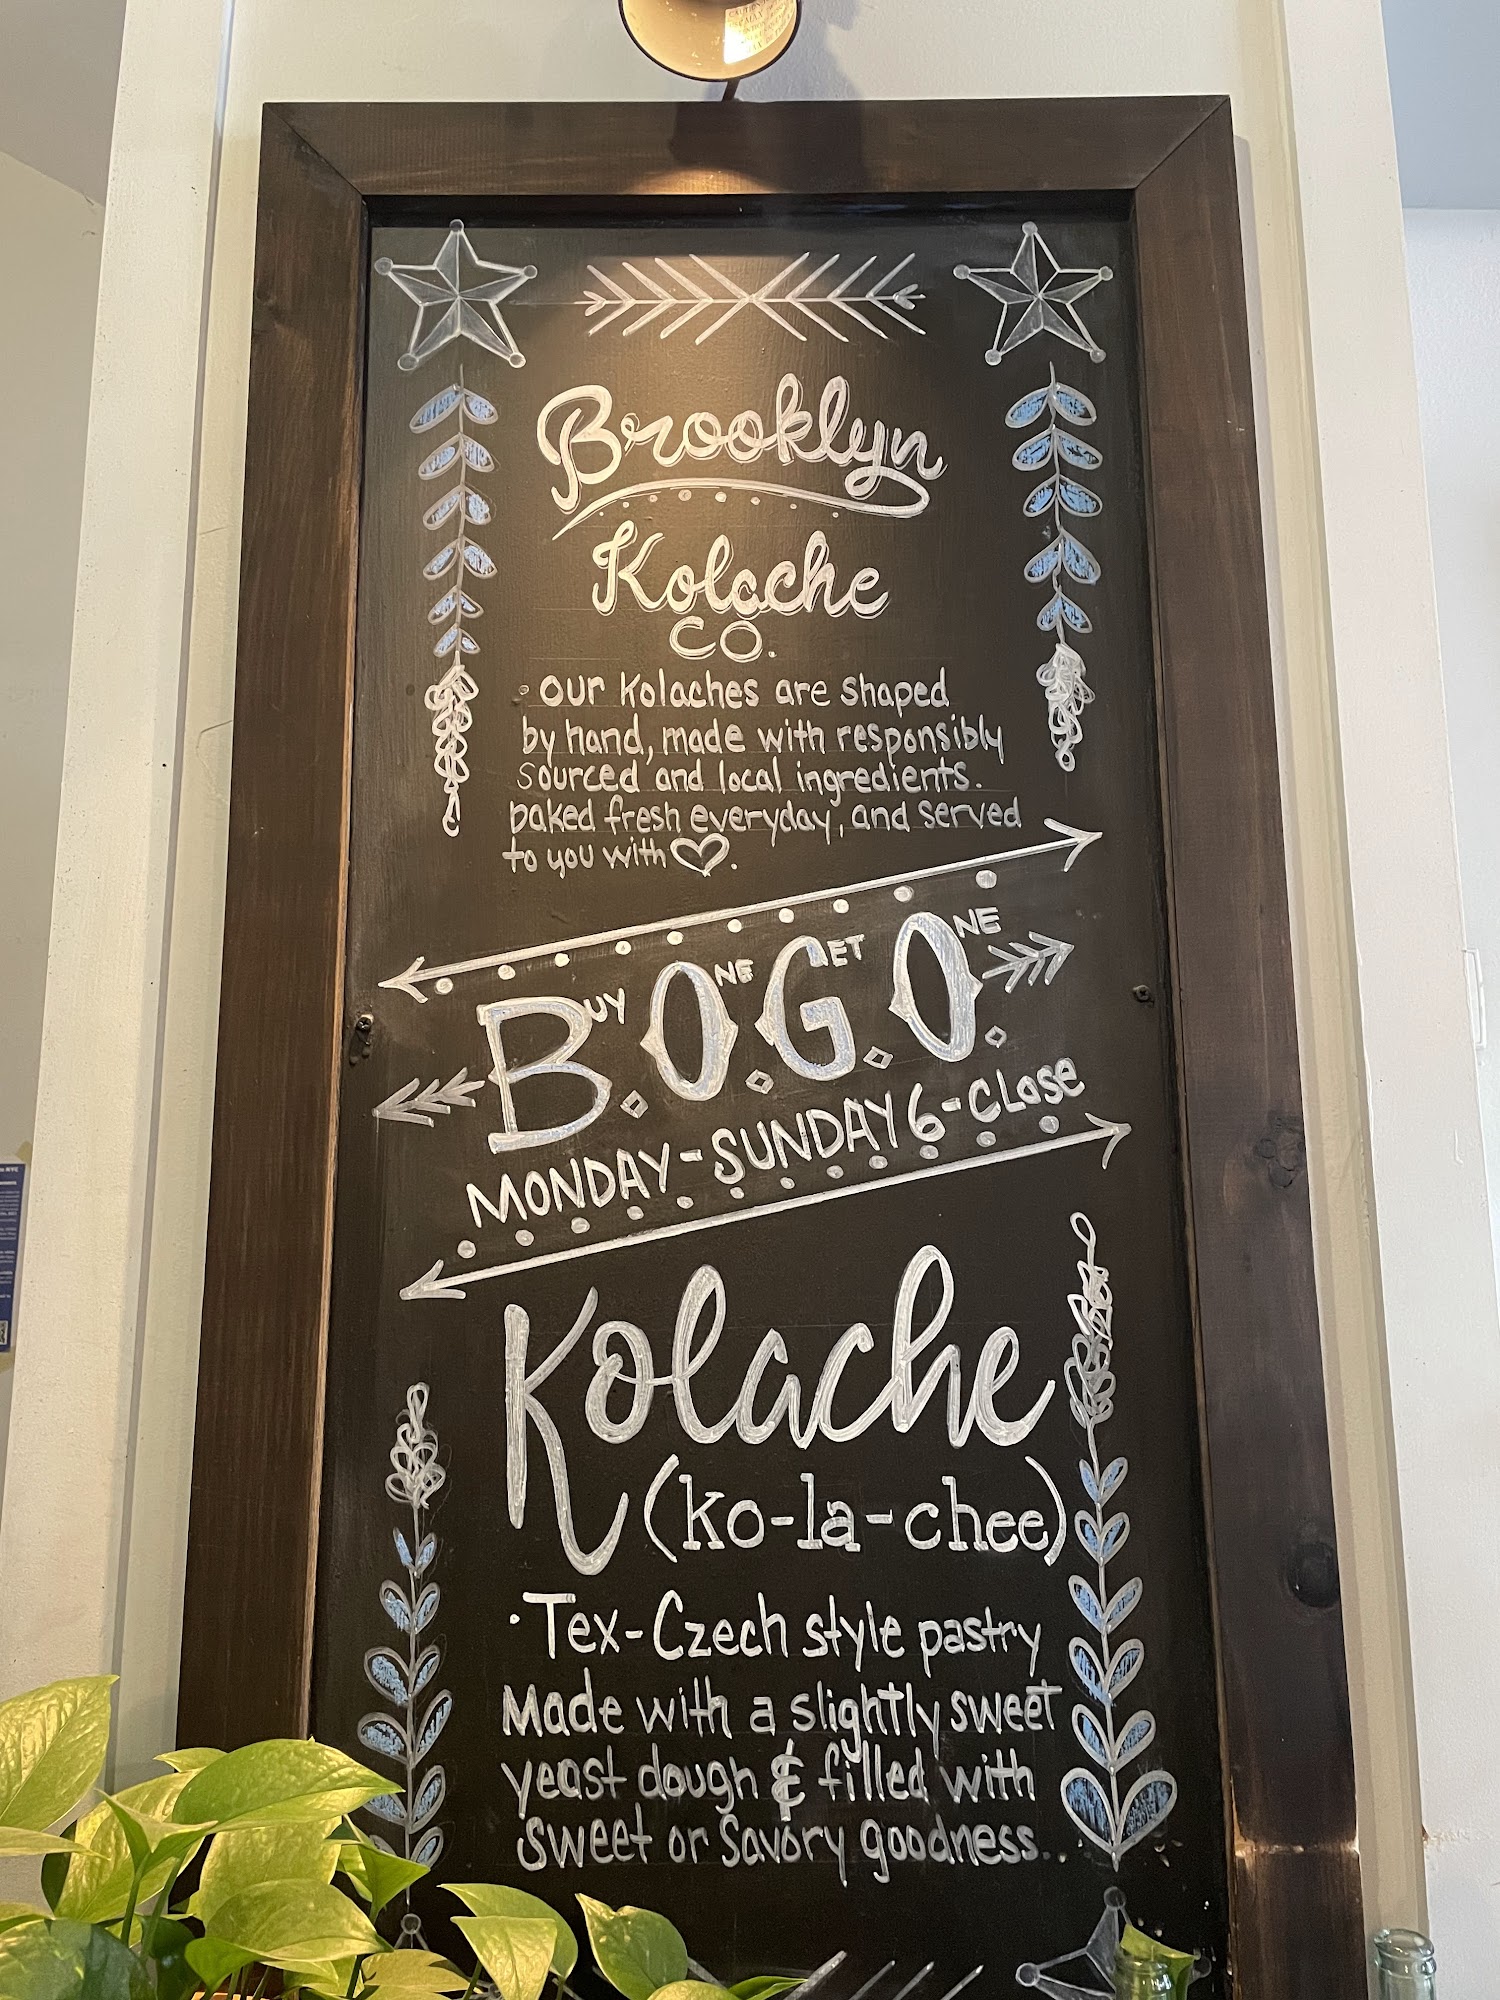 Brooklyn
Kolache
CO.
• our Kolaches are shaped
by hand, made with responsibly
sourced and local ingredients.
baked fresh everyday, and served
to you with ♡.
BUY ONE GET ONE
B.O.G.O.
MONDAY-SUNDAY 6-CLOSE
Kolache
(ko-la-chee)
• Tex-Czech style pastry
Made with a slightly sweet
yeast dough & filled with
sweet or savory goodness..